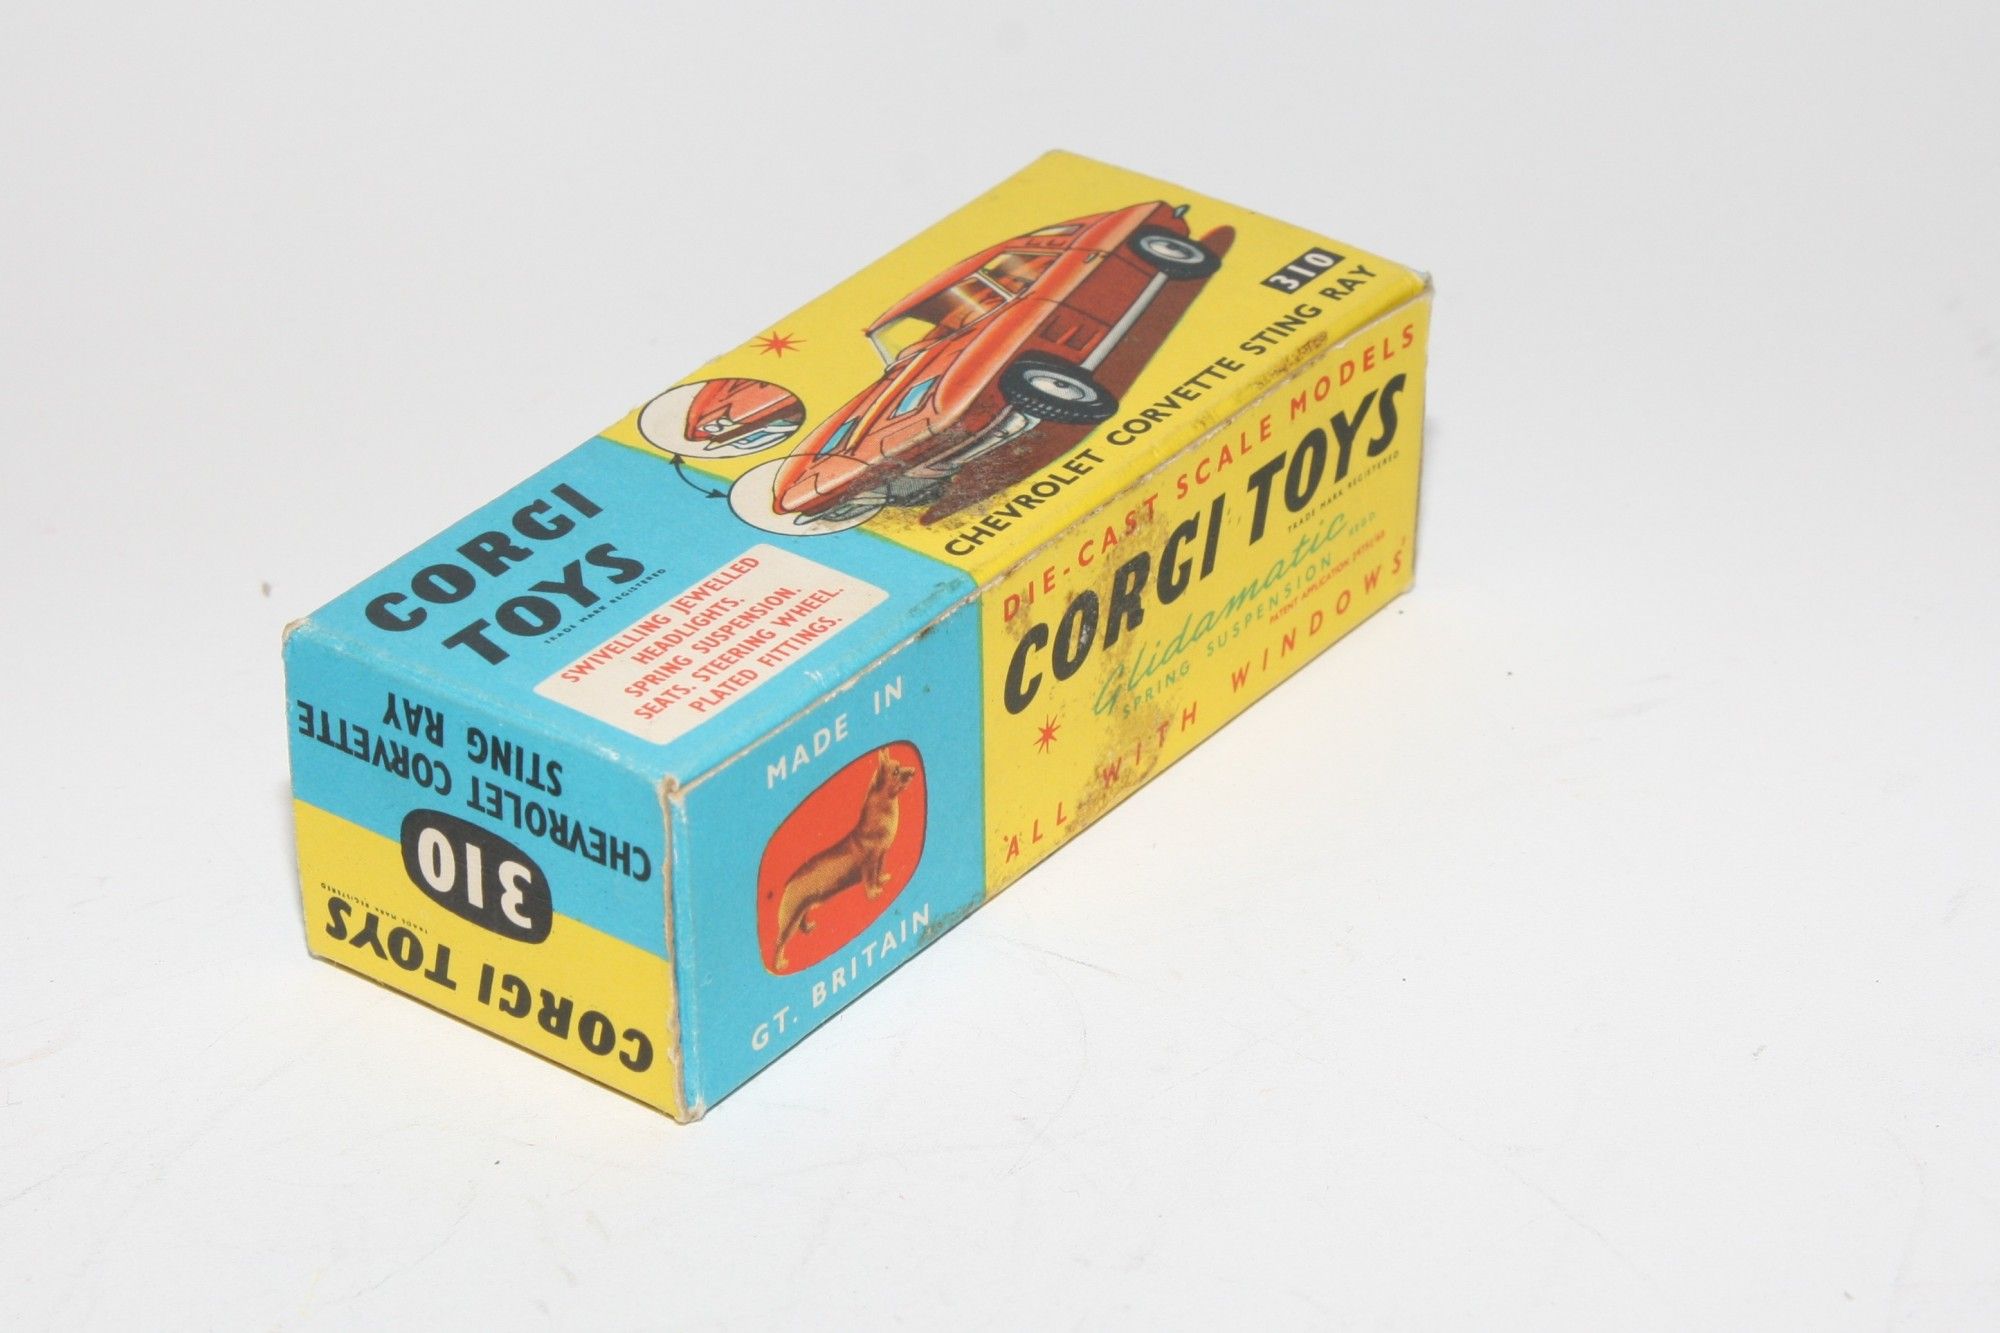 310
CHEVROLET CORVETTE STING RAY
CORGI
TOYS
TRADE MARK REGISTERED
SWIVELLING JEWELLED
HEADLIGHTS.
SPRING SUSPENSION.
SEATS. STEERING WHEEL.
PLATED FITTINGS.
DIE-CAST SCALE MODELS
CORGI TOYS
TRADE MARK REGISTERED
Glidamatic REGD.
SPRING SUSPENSION
ALL WITH 'WINDOWS'
MADE IN
GT. BRITAIN
CORGI TOYS
TRADE MARK REGISTERED
310
CHEVROLET CORVETTE
STING RAY